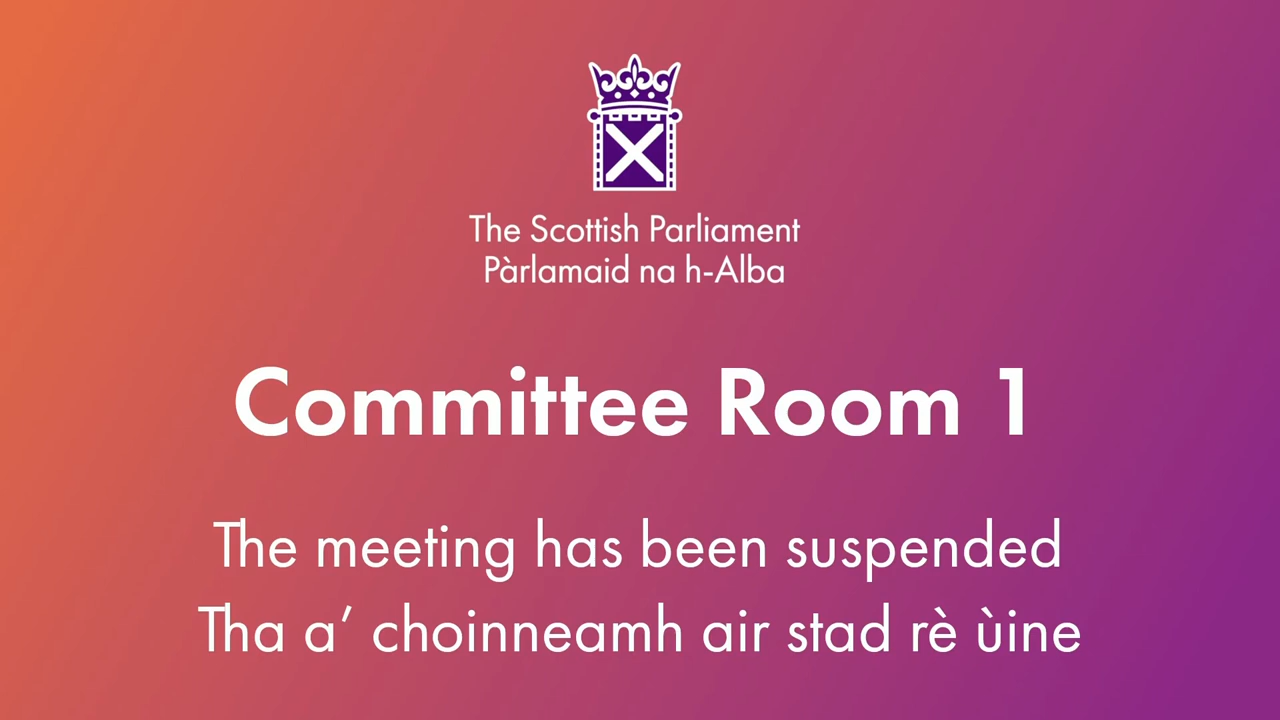 The Scottish Parliament
Pàrlamaid na h-Alba
Committee Room 1
The meeting has been suspended
Tha a’ choinneamh air stad rè ùine